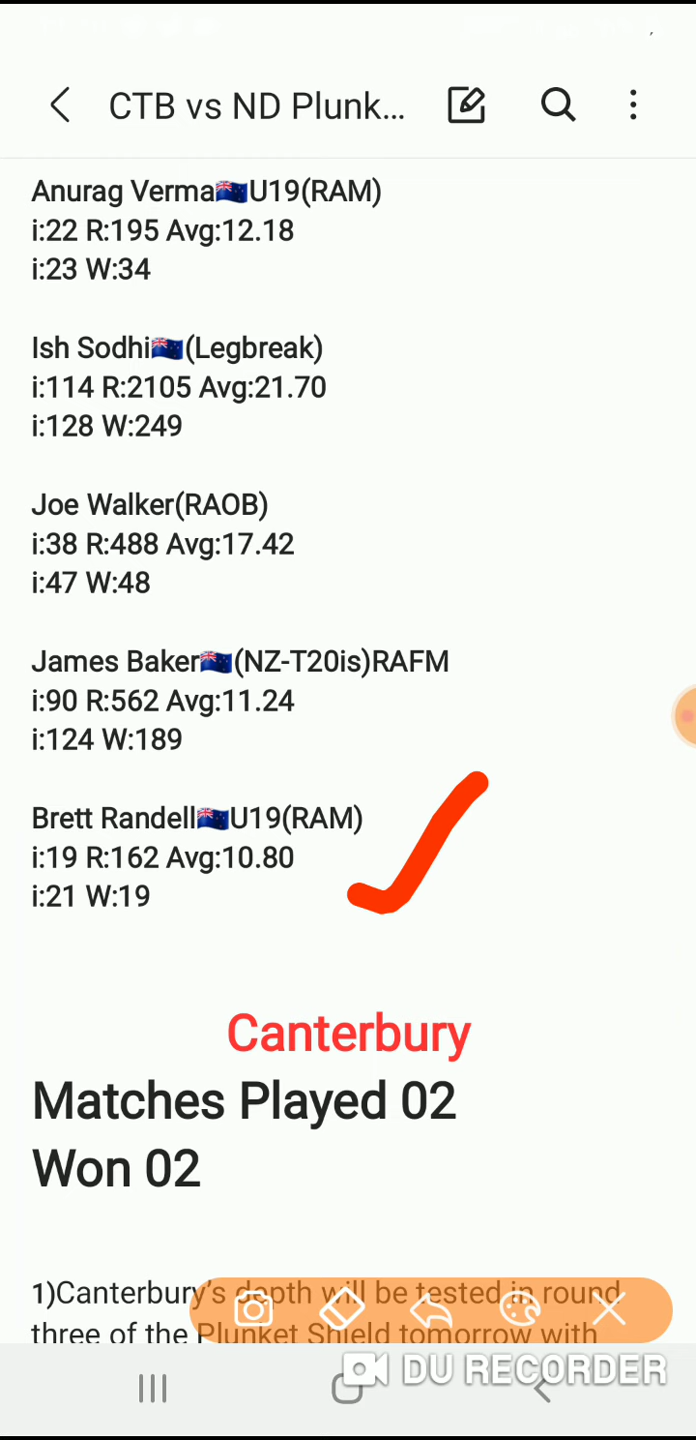 CTB vs ND Plunk...
Anurag Verma🇳🇿U19(RAM)
i:22 R:195 Avg:12.18
i:23 W:34
Ish Sodhi🇳🇿(Legbreak)
i:114 R:2105 Avg:21.70
i:128 W:249
Joe Walker(RAOB)
i:38 R:488 Avg:17.42
i:47 W:48
James Baker🇳🇿(NZ-T20is)RAFM
i:90 R:562 Avg:11.24
i:124 W:189
Brett Randell🇳🇿U19(RAM)
i:19 R:162 Avg:10.80
i:21 W:19
Canterbury
Matches Played 02
Won 02
1)Canterbury's depth will be tested in round
three of the Plunket Shield tomorrow with
DU RECORDER